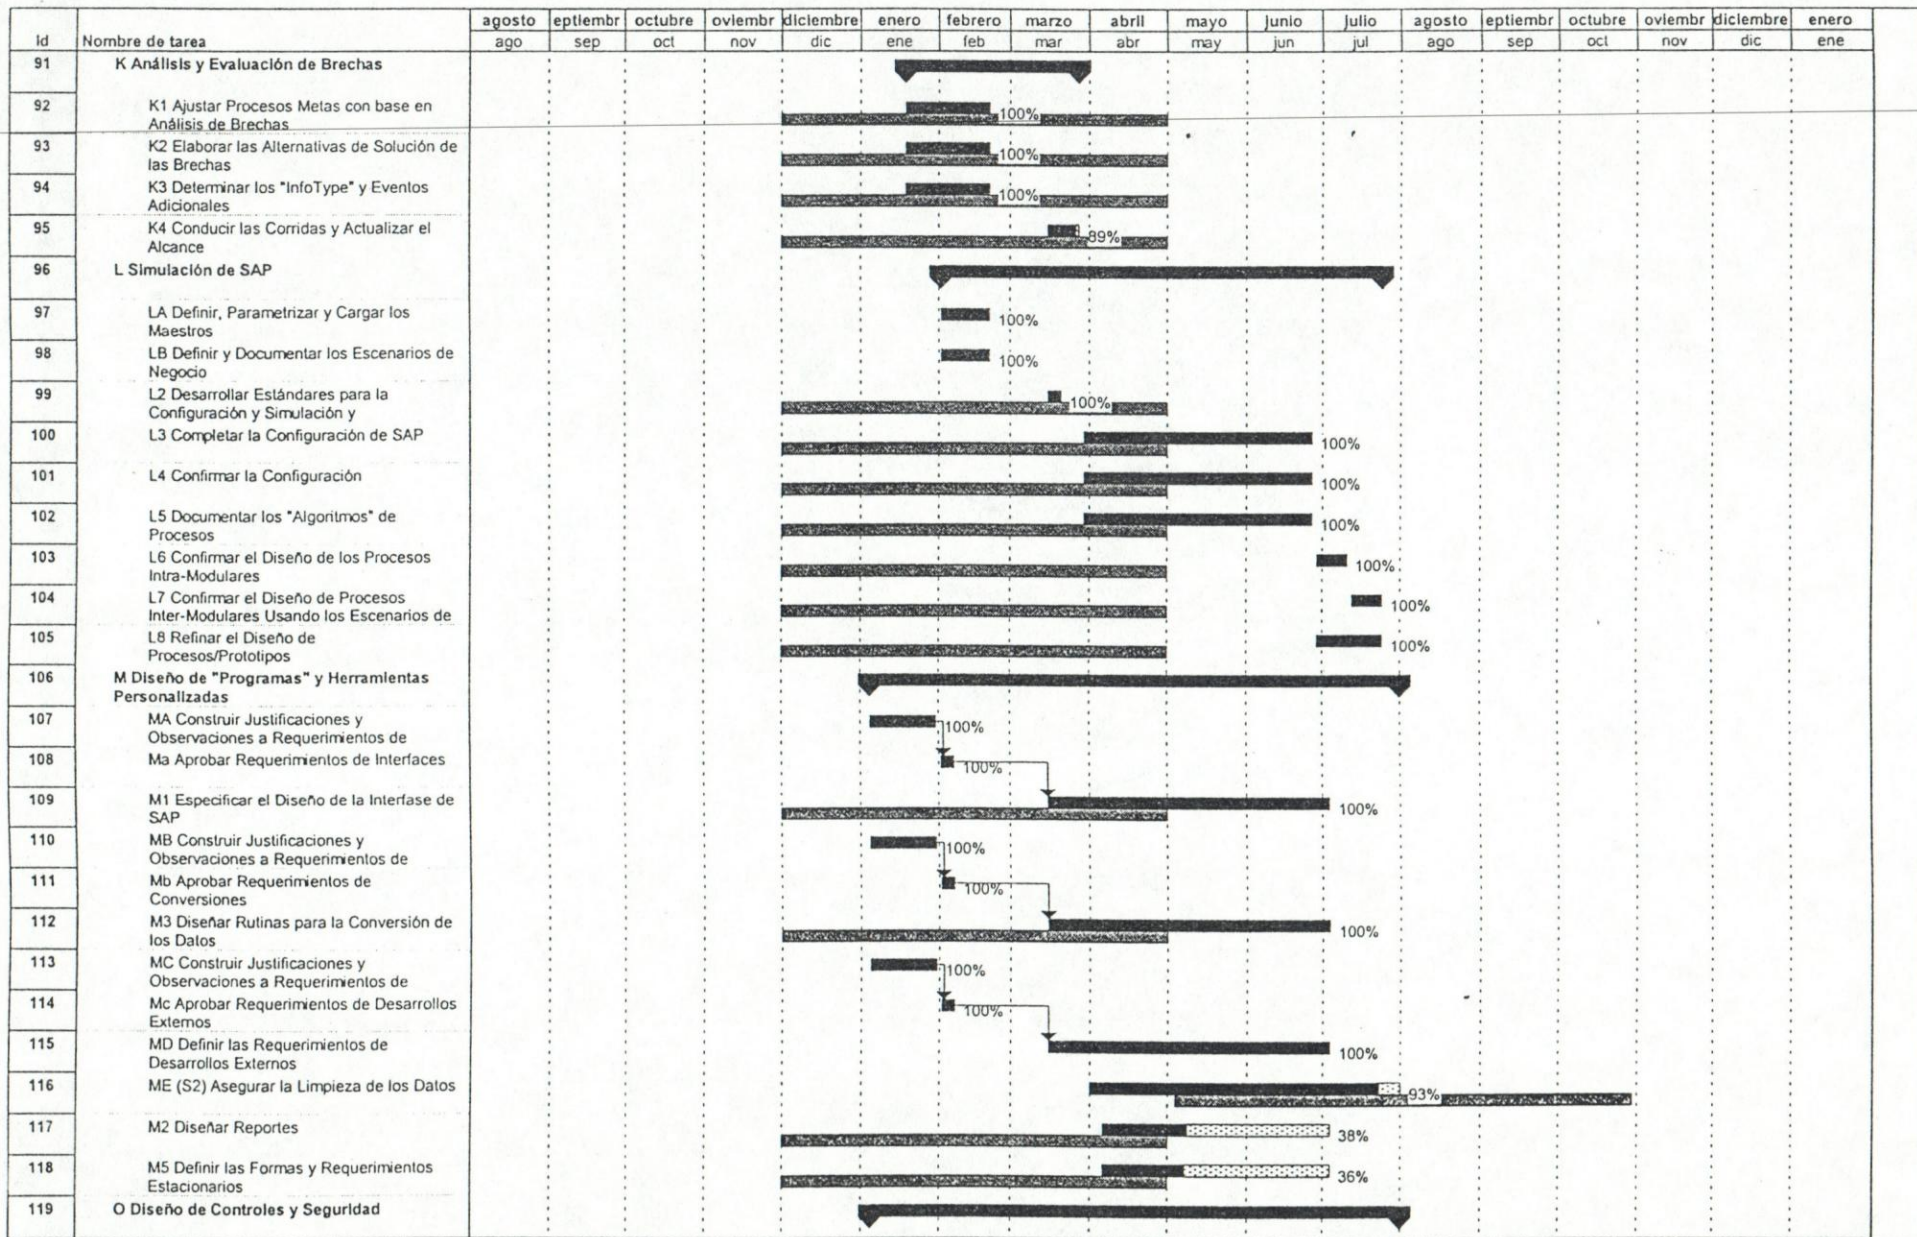 agosto eptiembr octubre oviembr diciembre enero febrero marzo abril mayo junio julio agosto eptiembr octubre oviembr diciembre enero
Id Nombre de tarea ago sep oct nov dic ene feb mar abr may jun jul ago sep oct nov dic ene
91 K Análisis y Evaluación de Brechas
92 K1 Ajustar Procesos Metas con base en
Análisis de Brechas
100%
93 K2 Elaborar las Alternativas de Solución de
las Brechas
100%
94 K3 Determinar los "InfoType" y Eventos
Adicionales
100%
95 K4 Conducir las Corridas y Actualizar el
Alcance
89%
96 L Simulación de SAP
97 LA Definir, Parametrizar y Cargar los
Maestros
100%
98 LB Definir y Documentar los Escenarios de
Negocio
100%
99 L2 Desarrollar Estándares para la
Configuración y Simulación y
100%
100 L3 Completar la Configuración de SAP
100%
101 L4 Confirmar la Configuración
100%
102 L5 Documentar los "Algoritmos" de
Procesos
100%
103 L6 Confirmar el Diseño de los Procesos
Intra-Modulares
100%
104 L7 Confirmar el Diseño de Procesos
Inter-Modulares Usando los Escenarios de
100%
105 L8 Refinar el Diseño de
Procesos/Prototipos
100%
106 M Diseño de "Programas" y Herramientas
Personalizadas
107 MA Construir Justificaciones y
Observaciones a Requerimientos de
100%
108 Ma Aprobar Requerimientos de Interfaces
100%
109 M1 Especificar el Diseño de la Interfase de
SAP
100%
110 MB Construir Justificaciones y
Observaciones a Requerimientos de
100%
111 Mb Aprobar Requerimientos de
Conversiones
100%
112 M3 Diseñar Rutinas para la Conversión de
los Datos
100%
113 MC Construir Justificaciones y
Observaciones a Requerimientos de
100%
114 Mc Aprobar Requerimientos de Desarrollos
Externos
100%
115 MD Definir las Requerimientos de
Desarrollos Externos
100%
116 ME (S2) Asegurar la Limpieza de los Datos
93%
117 M2 Diseñar Reportes
38%
118 M5 Definir las Formas y Requerimientos
Estacionarios
36%
119 O Diseño de Controles y Seguridad